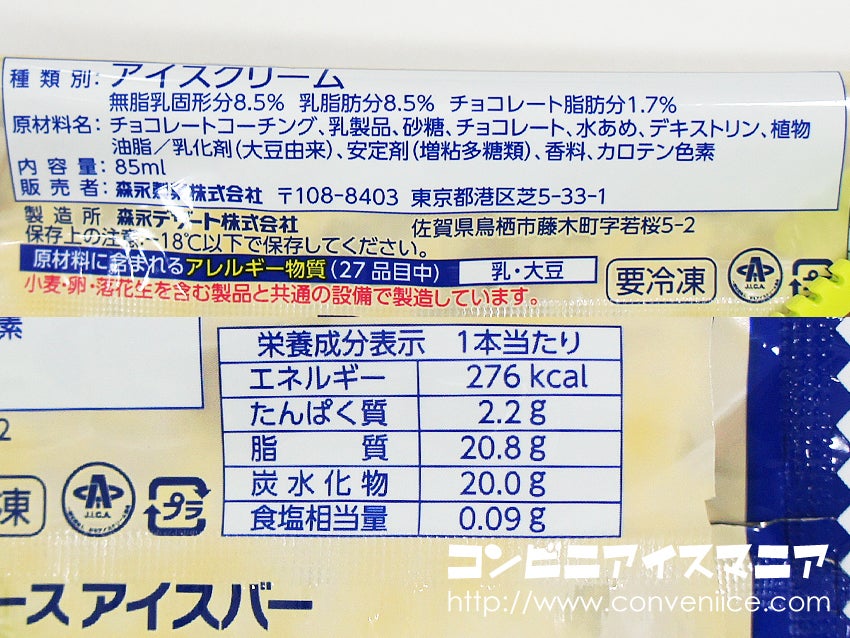 種類別: アイスクリーム
無脂乳固形分8.5% 乳脂肪分8.5% チョコレート脂肪分1.7%
原材料名: チョコレートコーチング、乳製品、砂糖、チョコレート、水あめ、デキストリン、植物
油脂／乳化剤(大豆由来)、安定剤(増粘多糖類)、香料、カロテン色素
内容量: 85ml
販売者: 森永製菓株式会社 〒108-8403 東京都港区芝5-33-1
製造所 森永デザート株式会社 佐賀県鳥栖市藤木町字若桜5-2
保存上の注意 -18℃以下で保存してください。
原材料に含まれるアレルギー物質(27品目中) 乳・大豆
小麦・卵・落花生を含む製品と共通の設備で製造しています。
要冷凍
J.I.C.A.
素
2
凍
J.I.C.A.
プラ
栄養成分表示 1本当たり
エネルギー 276 kcal
たんぱく質 2.2 g
脂質 20.8 g
炭水化物 20.0 g
食塩相当量 0.09 g
ースアイスバー
コンビニアイスマニア
http://www.conveniice.com/